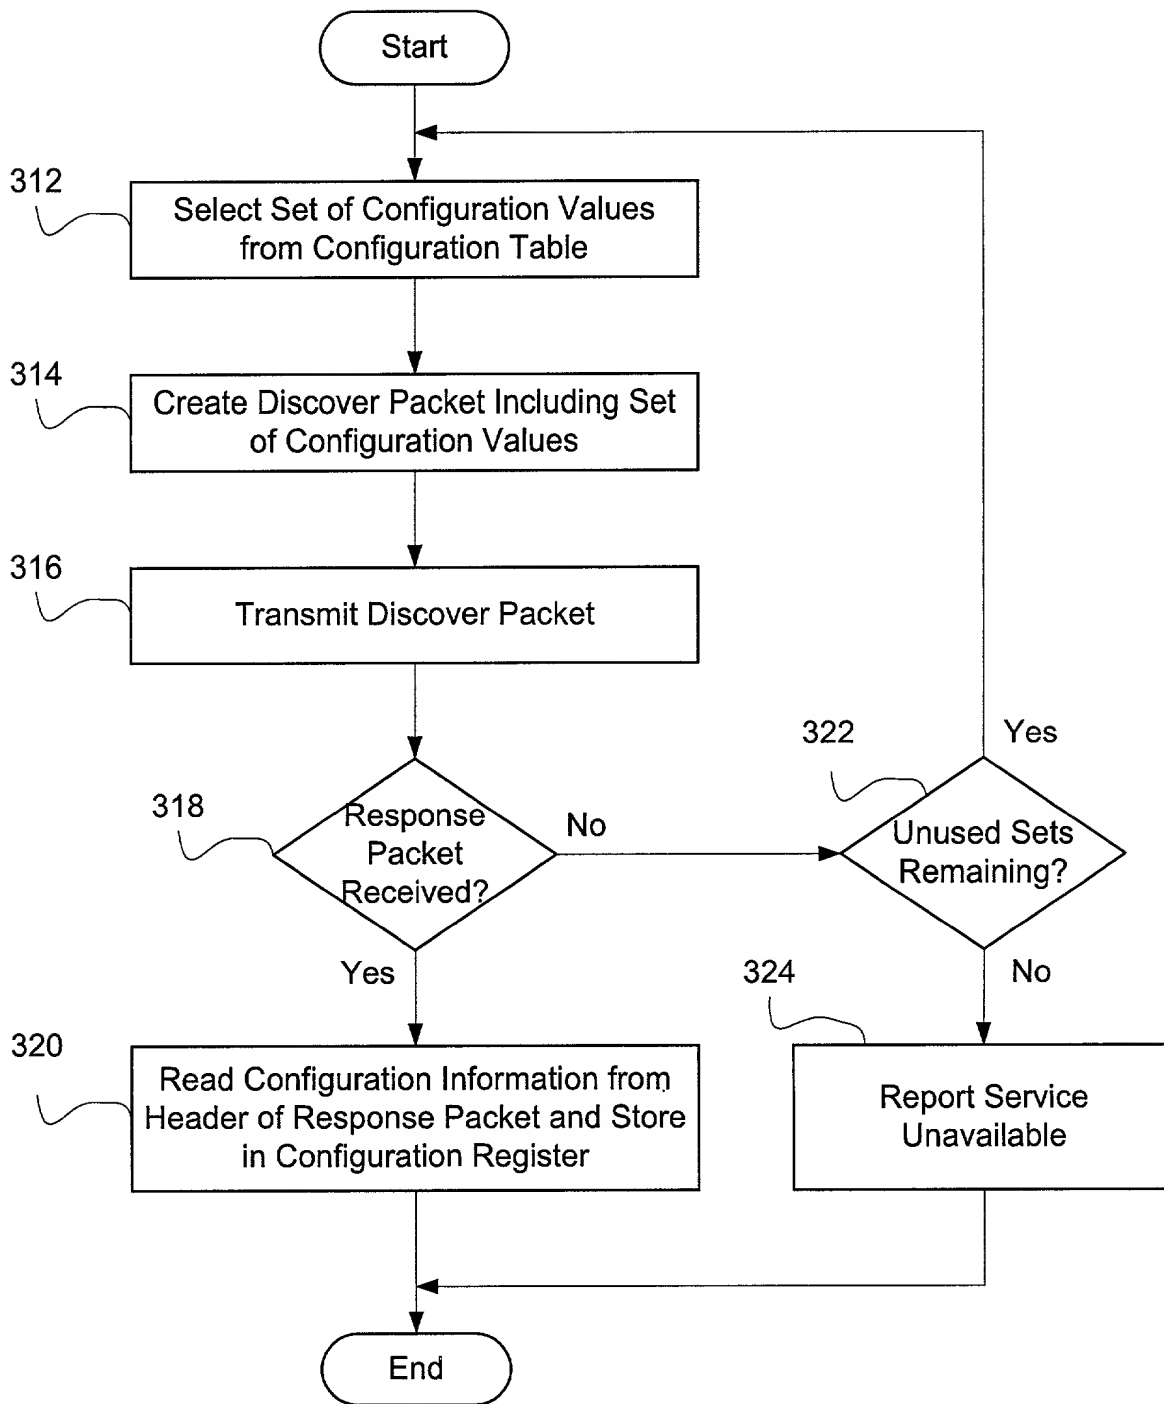 Start
312
Select Set of Configuration Values
from Configuration Table
314
Create Discover Packet Including Set
of Configuration Values
316
Transmit Discover Packet
318
Response
Packet
Received?
No
Yes
322
Unused Sets
Remaining?
Yes
No
320
Read Configuration Information from
Header of Response Packet and Store
in Configuration Register
324
Report Service
Unavailable
End